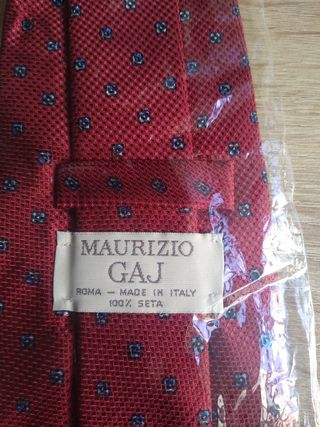 MAURIZIO
GAJ
ROMA – MADE IN ITALY
100% SETA